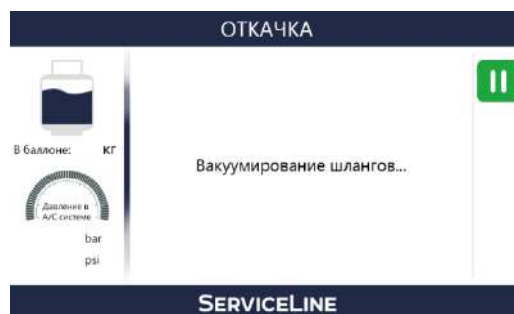 ОТКАЧКА
В баллоне: кг
Давление в
A/C системе
bar
psi
Вакуумирование шлангов...
SERVICELINE